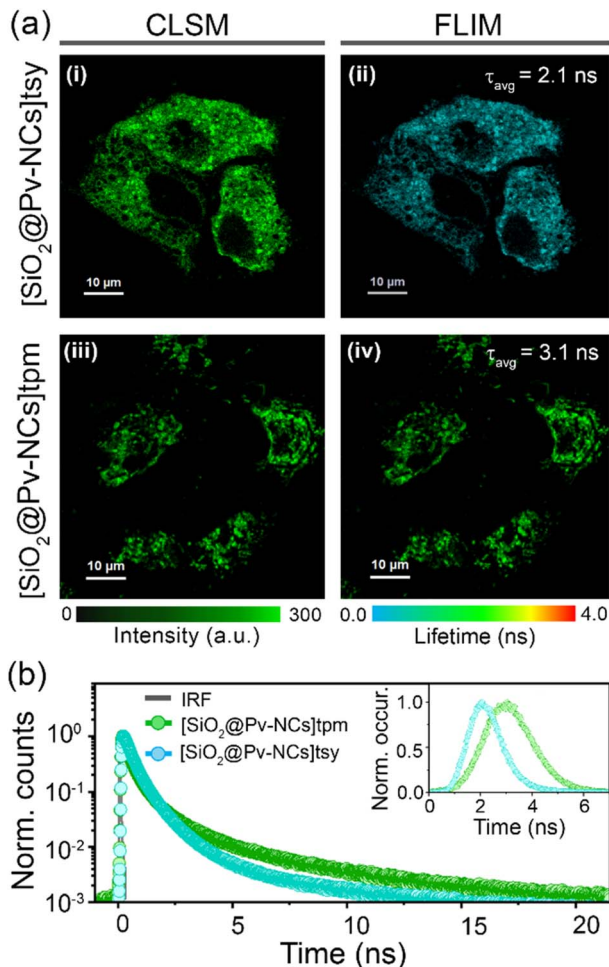 (a)
CLSM
FLIM
[SiO₂@Pv-NCs]tsy
(i)
10 µm
(ii)
τavg = 2.1 ns
10 µm
[SiO₂@Pv-NCs]tpm
(iii)
10 µm
(iv)
τavg = 3.1 ns
10 µm
0
300
Intensity (a.u.)
0.0
4.0
Lifetime (ns)
(b)
Norm. counts
10⁰
10⁻¹
10⁻²
10⁻³
IRF
[SiO₂@Pv-NCs]tpm
[SiO₂@Pv-NCs]tsy
Norm. occur.
1.0
0.5
0.0
0 2 4 6
Time (ns)
0 5 10 15 20
Time (ns)